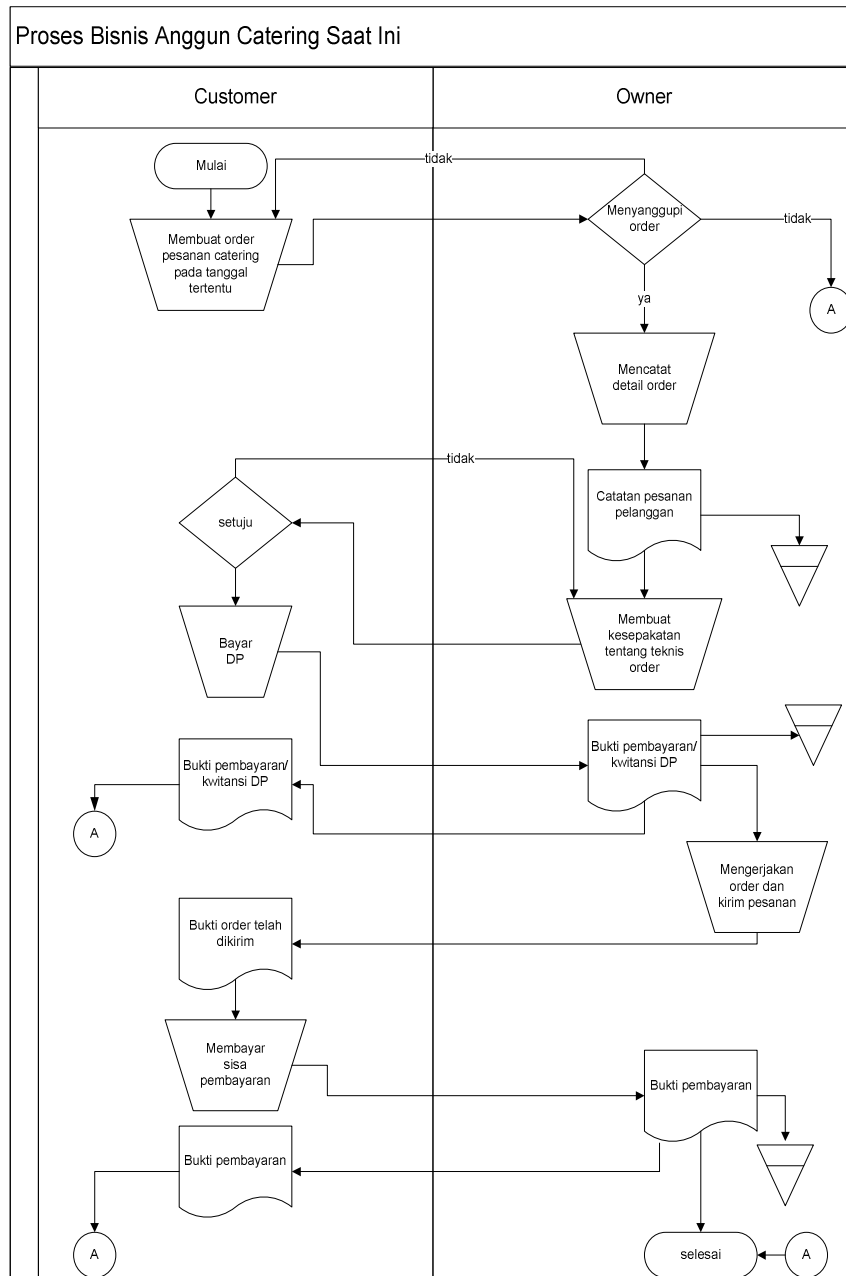 Proses Bisnis Anggun Catering Saat Ini
Customer
Owner
Mulai
tidak
Menyanggupi
order
tidak
Membuat order
pesanan catering
pada tanggal
tertentu
ya
A
Mencatat
detail order
tidak
Catatan pesanan
pelanggan
setuju
Membuat
kesepakatan
tentang teknis
order
Bayar
DP
Bukti pembayaran/
kwitansi DP
Bukti pembayaran/
kwitansi DP
A
Mengerjakan
order dan
kirim pesanan
Bukti order telah
dikirim
Membayar
sisa
pembayaran
Bukti pembayaran
Bukti pembayaran
A
selesai
A